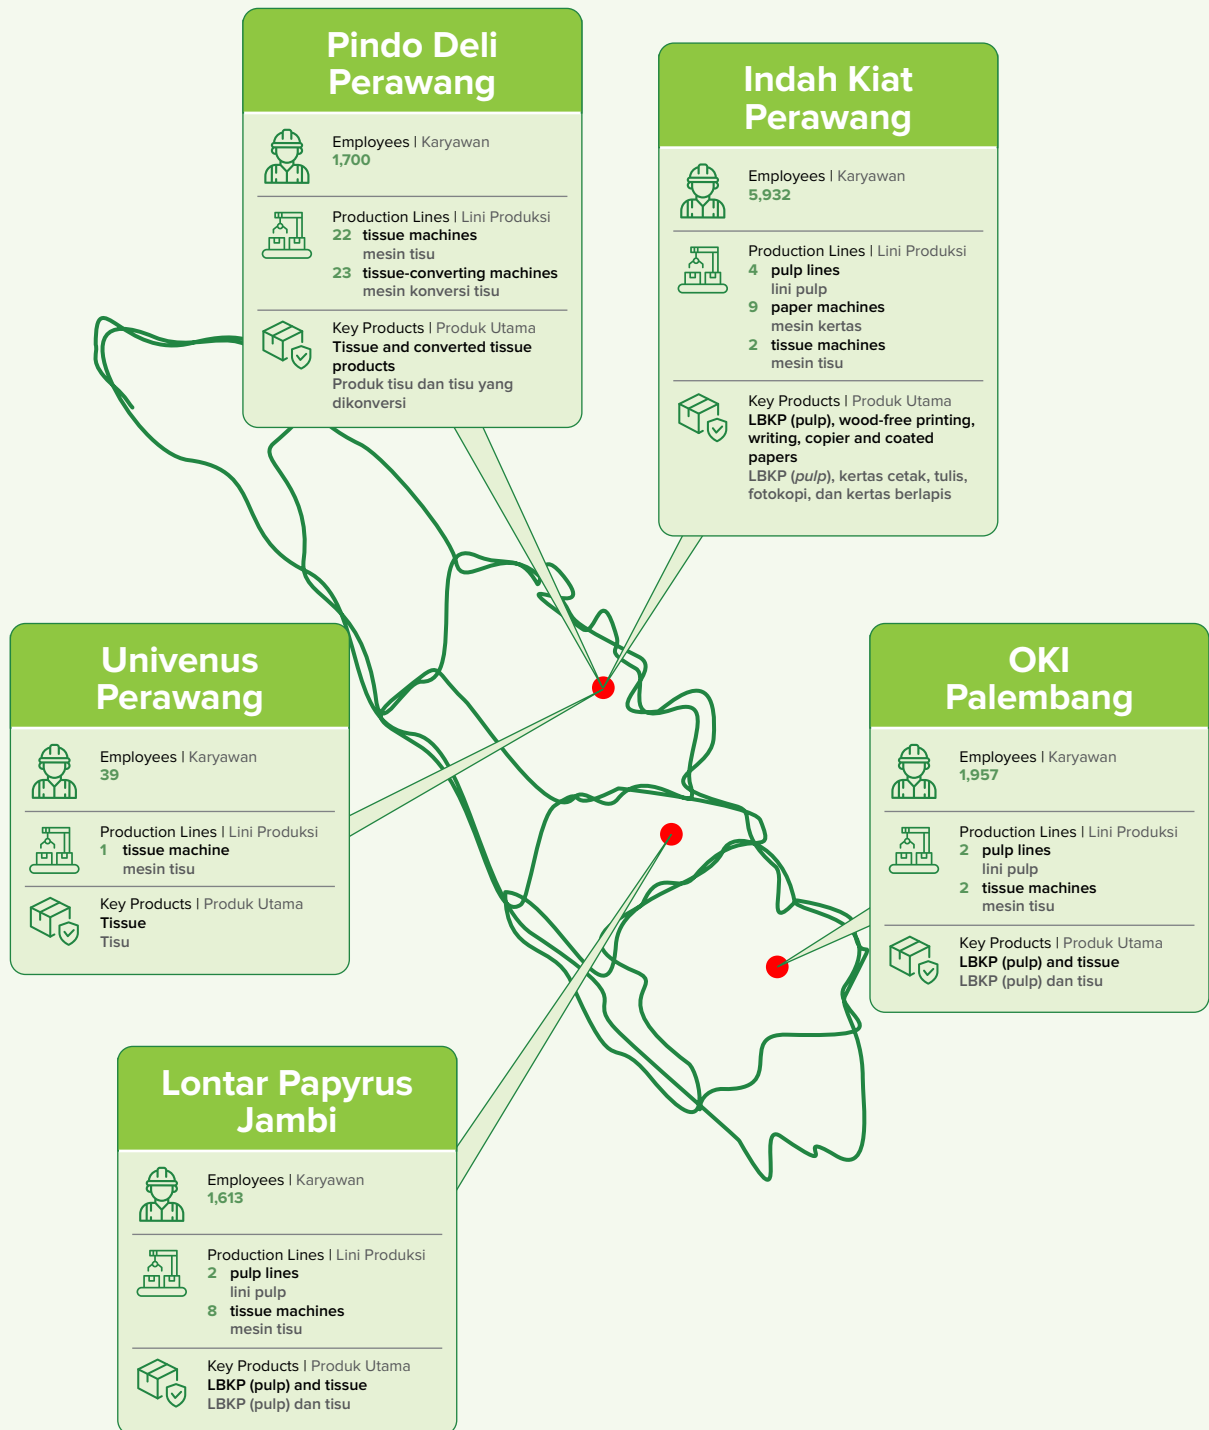 Pindo Deli
Perawang
Employees | Karyawan
1,700
Production Lines | Lini Produksi
22 tissue machines
mesin tisu
23 tissue-converting machines
mesin konversi tisu
Key Products | Produk Utama
Tissue and converted tissue
products
Produk tisu dan tisu yang
dikonversi
Indah Kiat
Perawang
Employees | Karyawan
5,932
Production Lines | Lini Produksi
4 pulp lines
lini pulp
9 paper machines
mesin kertas
2 tissue machines
mesin tisu
Key Products | Produk Utama
LBKP (pulp), wood-free printing,
writing, copier and coated
papers
LBKP (pulp), kertas cetak, tulis,
fotokopi, dan kertas berlapis
Univenus
Perawang
Employees | Karyawan
39
Production Lines | Lini Produksi
1 tissue machine
mesin tisu
Key Products | Produk Utama
Tissue
Tisu
OKI
Palembang
Employees | Karyawan
1,957
Production Lines | Lini Produksi
2 pulp lines
lini pulp
2 tissue machines
mesin tisu
Key Products | Produk Utama
LBKP (pulp) and tissue
LBKP (pulp) dan tisu
Lontar Papyrus
Jambi
Employees | Karyawan
1,613
Production Lines | Lini Produksi
2 pulp lines
lini pulp
8 tissue machines
mesin tisu
Key Products | Produk Utama
LBKP (pulp) and tissue
LBKP (pulp) dan tisu